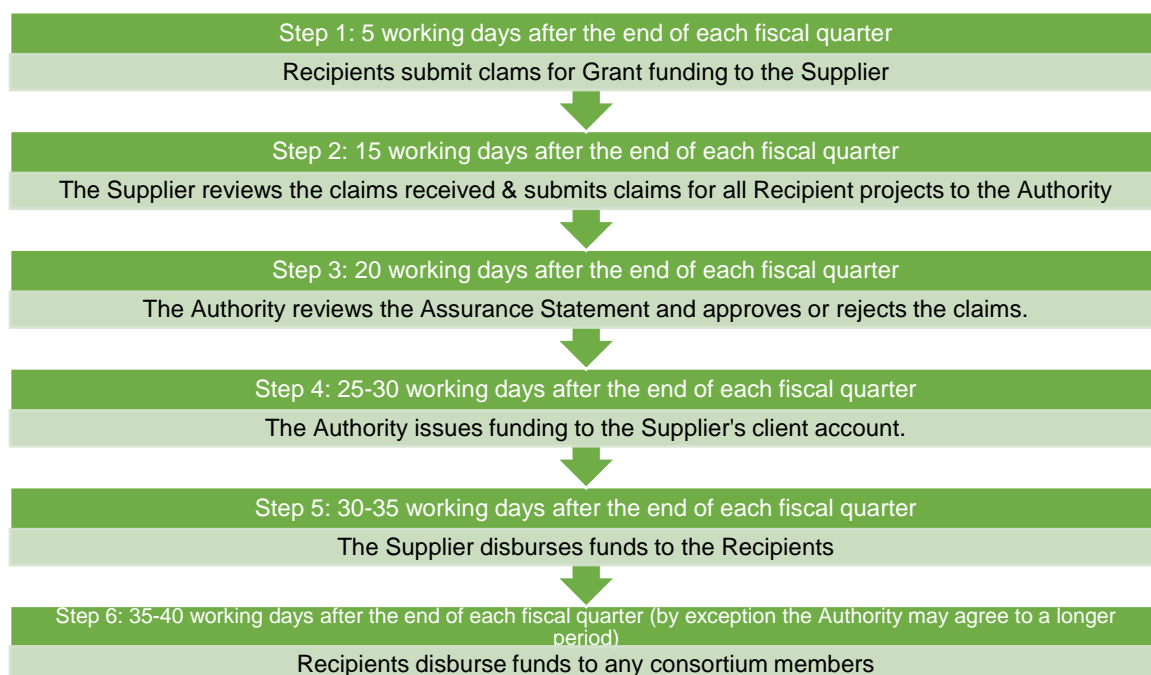 Step 1: 5 working days after the end of each fiscal quarter
Recipients submit clams for Grant funding to the Supplier
Step 2: 15 working days after the end of each fiscal quarter
The Supplier reviews the claims received & submits claims for all Recipient projects to the Authority
Step 3: 20 working days after the end of each fiscal quarter
The Authority reviews the Assurance Statement and approves or rejects the claims.
Step 4: 25-30 working days after the end of each fiscal quarter
The Authority issues funding to the Supplier's client account.
Step 5: 30-35 working days after the end of each fiscal quarter
The Supplier disburses funds to the Recipients
Step 6: 35-40 working days after the end of each fiscal quarter (by exception the Authority may agree to a longer
period)
Recipients disburse funds to any consortium members